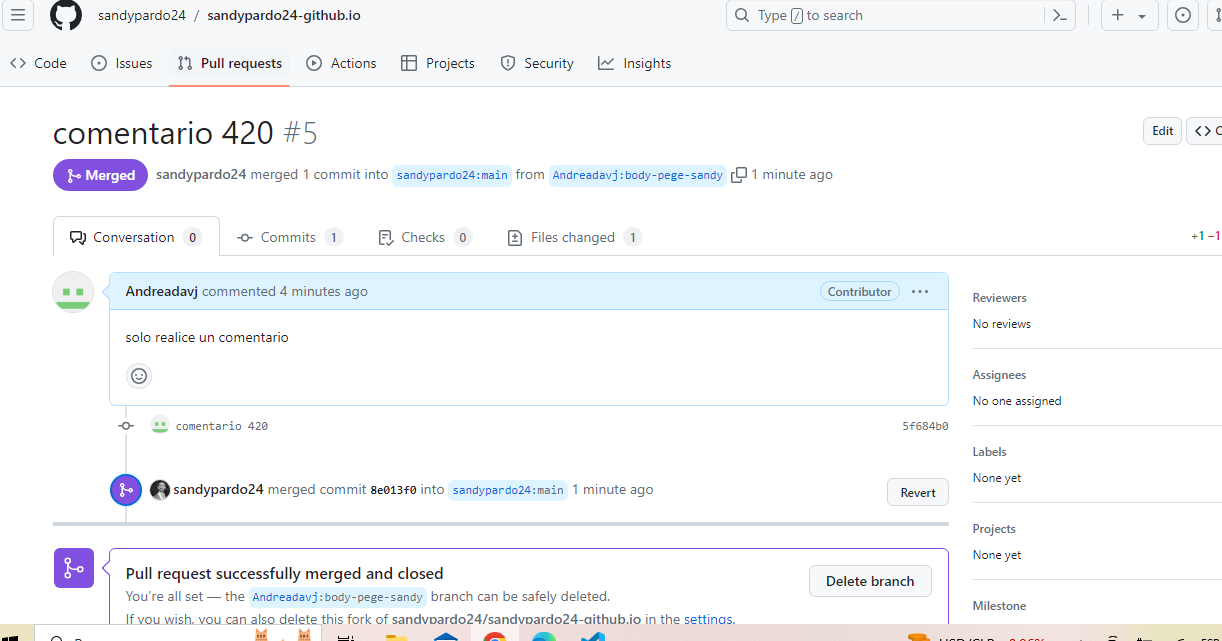 sandypardo24 / sandypardo24-github.io
Type / to search
Code
Issues
Pull requests
Actions
Projects
Security
Insights
comentario 420 #5
Edit
Merged
sandypardo24 merged 1 commit into sandypardo24:main from Andreadavj:body-pege-sandy 1 minute ago
Conversation 0
Commits 1
Checks 0
Files changed 1
+1 −1
Andreadavj commented 4 minutes ago
Contributor
solo realice un comentario
comentario 420
5f684b0
sandypardo24 merged commit 8e013f0 into sandypardo24:main 1 minute ago
Revert
Pull request successfully merged and closed
You're all set — the Andreadavj:body-pege-sandy branch can be safely deleted.
If you wish, you can also delete this fork of sandypardo24/sandypardo24-github.io in the settings.
Delete branch
Reviewers
No reviews
Assignees
No one assigned
Labels
None yet
Projects
None yet
Milestone